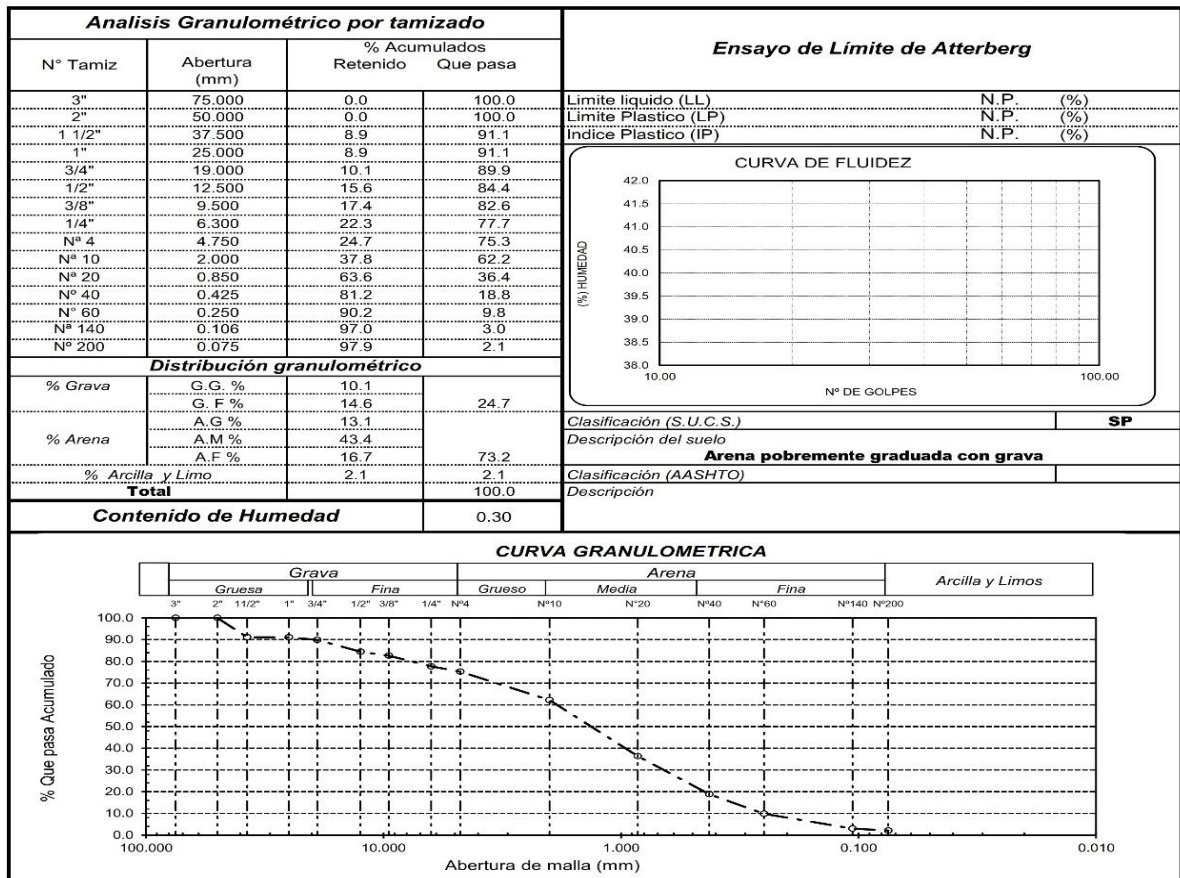 Analisis Granulométrico por tamizado
N° Tamiz Abertura (mm) % Acumulados Retenido Que pasa
3" 75.000 0.0 100.0
2" 50.000 0.0 100.0
1 1/2" 37.500 8.9 91.1
1" 25.000 8.9 91.1
3/4" 19.000 10.1 89.9
1/2" 12.500 15.6 84.4
3/8" 9.500 17.4 82.6
1/4" 6.300 22.3 77.7
Nª 4 4.750 24.7 75.3
Nª 10 2.000 37.8 62.2
Nª 20 0.850 63.6 36.4
Nº 40 0.425 81.2 18.8
N° 60 0.250 90.2 9.8
Nª 140 0.106 97.0 3.0
Nº 200 0.075 97.9 2.1
Distribución granulométrico
% Grava G.G. % 10.1
G. F % 14.6 24.7
A.G % 13.1
% Arena A.M % 43.4
A.F % 16.7 73.2
% Arcilla y Limo 2.1 2.1
Total 100.0
Contenido de Humedad 0.30
Ensayo de Límite de Atterberg
Limite liquido (LL) N.P. (%)
Limite Plastico (LP) N.P. (%)
Indice Plastico (IP) N.P. (%)
CURVA DE FLUIDEZ
(%) HUMEDAD
42.0
41.5
41.0
40.5
40.0
39.5
39.0
38.5
38.0
10.00 100.00
Nº DE GOLPES
Clasificación (S.U.C.S.) SP
Descripción del suelo
Arena pobremente graduada con grava
Clasificación (AASHTO)
Descripción
CURVA GRANULOMETRICA
Grava Arena Arcilla y Limos
Gruesa Fina Grueso Media Fina
3" 2" 11/2" 1" 3/4" 1/2" 3/8" 1/4" Nº4 Nº10 N°20 N°40 N°60 Nº140 Nº200
% Que pasa Acumulado
100.0
90.0
80.0
70.0
60.0
50.0
40.0
30.0
20.0
10.0
0.0
100.000 10.000 1.000 0.100 0.010
Abertura de malla (mm)